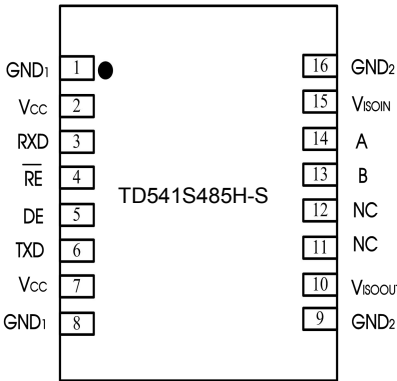 GND1 1 16 GND2
VCC 2 15 VISOIN
RXD 3 14 A
RE 4 13 B
TD541S485H-S
DE 5 12 NC
TXD 6 11 NC
VCC 7 10 VISOOUT
GND1 8 9 GND2